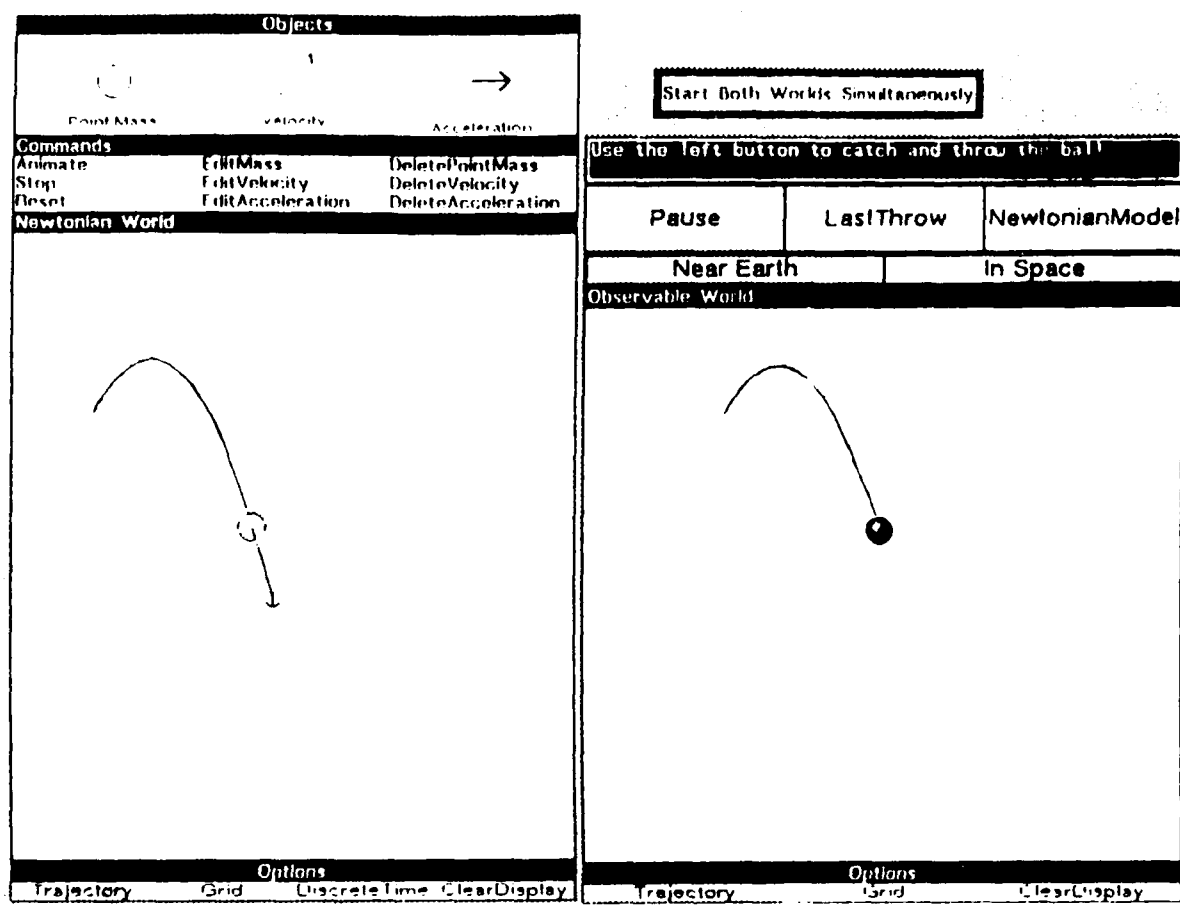 Objects
Point Mass
Velocity
Acceleration
Commands
Animate EditMass DeletePointMass
Stop EditVelocity DeleteVelocity
Reset EditAcceleration DeleteAcceleration
Newtonian World
Options
Trajectory Grid DiscreteTime ClearDisplay
Start Both Worlds Simultaneously
Use the left button to catch and throw the ball
Pause LastThrow NewtonianModel
Near Earth In Space
Observable World
Options
Trajectory Grid ClearDisplay